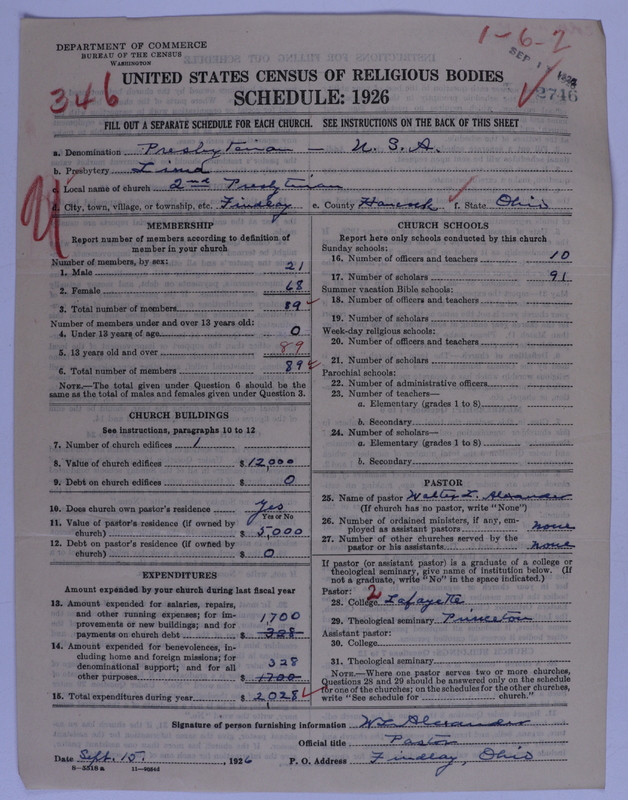 DEPARTMENT OF COMMERCE
BUREAU OF THE CENSUS
WASHINGTON
1-6-2
SEP 1
346
UNITED STATES CENSUS OF RELIGIOUS BODIES
SCHEDULE: 1926
2746
FILL OUT A SEPARATE SCHEDULE FOR EACH CHURCH. SEE INSTRUCTIONS ON THE BACK OF THIS SHEET
a. Denomination Presbyterian - U. S. A.
b. Presbytery Lima
c. Local name of church 2nd Presbyterian
d. City, town, village, or township, etc. Findlay e. County Hancock f. State Ohio
MEMBERSHIP
Report number of members according to definition of
member in your church
Number of members, by sex:
1. Male 21
2. Female 68
3. Total number of members 89
Number of members under and over 13 years old:
4. Under 13 years of age 0
5. 13 years old and over 89
6. Total number of members 89
NOTE.—The total given under Question 6 should be the
same as the total of males and females given under Question 3.
CHURCH BUILDINGS
See instructions, paragraphs 10 to 12
7. Number of church edifices 1
8. Value of church edifices $12,000
9. Debt on church edifices $ 0
10. Does church own pastor's residence Yes
Yes or No
11. Value of pastor's residence (if owned by
church) $ 5,000
12. Debt on pastor's residence (if owned by
church) $ 0
EXPENDITURES
Amount expended by your church during last fiscal year
13. Amount expended for salaries, repairs,
and other running expenses; for im-
provements or new buildings; and for 1,700
payments on church debt $ 328
14. Amount expended for benevolences, in-
cluding home and foreign missions; for
denominational support; and for all 328
other purposes $ 1700
15. Total expenditures during year $ 2,028
CHURCH SCHOOLS
Report here only schools conducted by this church
Sunday schools:
16. Number of officers and teachers 10
17. Number of scholars 91
Summer vacation Bible schools:
18. Number of officers and teachers
19. Number of scholars
Week-day religious schools:
20. Number of officers and teachers
21. Number of scholars
Parochial schools:
22. Number of administrative officers
23. Number of teachers—
a. Elementary (grades 1 to 8)
b. Secondary
24. Number of scholars—
a. Elementary (grades 1 to 8)
b. Secondary
PASTOR
25. Name of pastor Walter L. Alexander
(If church has no pastor, write "None")
26. Number of ordained ministers, if any, em-
ployed as assistant pastors none
27. Number of other churches served by the
pastor or his assistants none
If pastor (or assistant pastor) is a graduate of a college or
theological seminary, give name of institution below. (If
not a graduate, write "No" in the space indicated.)
Pastor: 2
28. College Lafayette
29. Theological seminary Princeton
Assistant pastor:
30. College
31. Theological seminary
NOTE.—Where one pastor serves two or more churches,
Questions 28 and 29 should be answered only on the schedule
for one of the churches; on the schedules for the other churches,
write "See schedule for church."
Signature of person furnishing information W L Alexander
Official title Pastor
Date Sept. 15, 1926 P. O. Address Findlay, Ohio